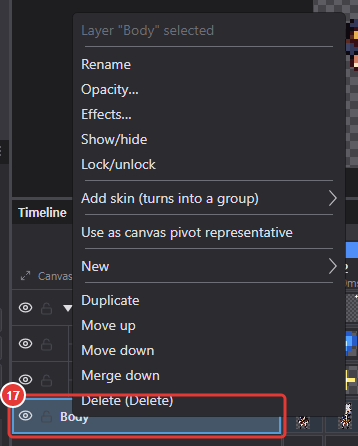 Layer "Body" selected
Rename
Opacity...
Effects...
Show/hide
Lock/unlock
Add skin (turns into a group)
Use as canvas pivot representative
New
Timeline
Canvas
Duplicate
Move up
Move down
Merge down
Delete (Delete)
17
Body